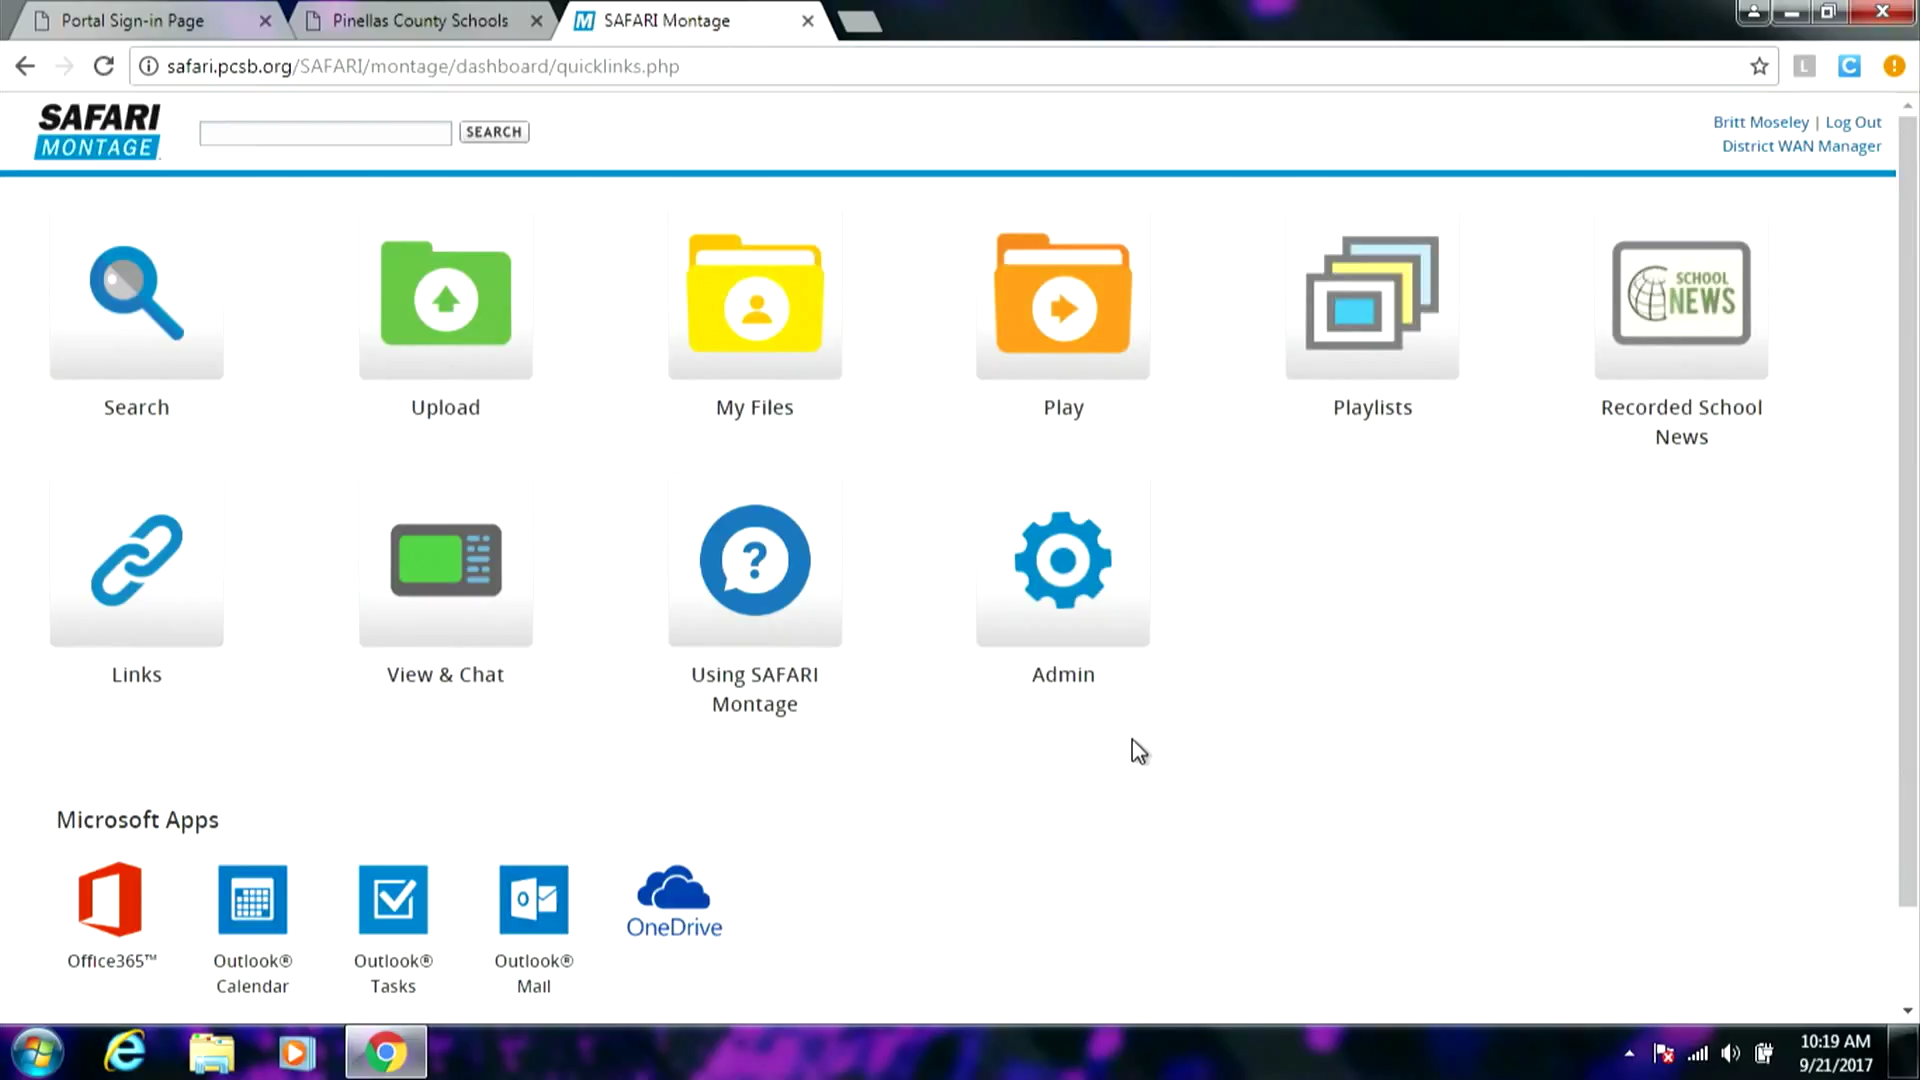 Portal Sign-in Page
Pinellas County Schools
M SAFARI Montage
safari.pcsb.org/SAFARI/montage/dashboard/quicklinks.php
L
C
SAFARI
MONTAGE
SEARCH
Britt Moseley | Log Out
District WAN Manager
SCHOOL
NEWS
Search
Upload
My Files
Play
Playlists
Recorded School
News
?
Links
View & Chat
Using SAFARI
Montage
Admin
Microsoft Apps
OneDrive
Office365™
Outlook®
Calendar
Outlook®
Tasks
Outlook®
Mail
10:19 AM
9/21/2017